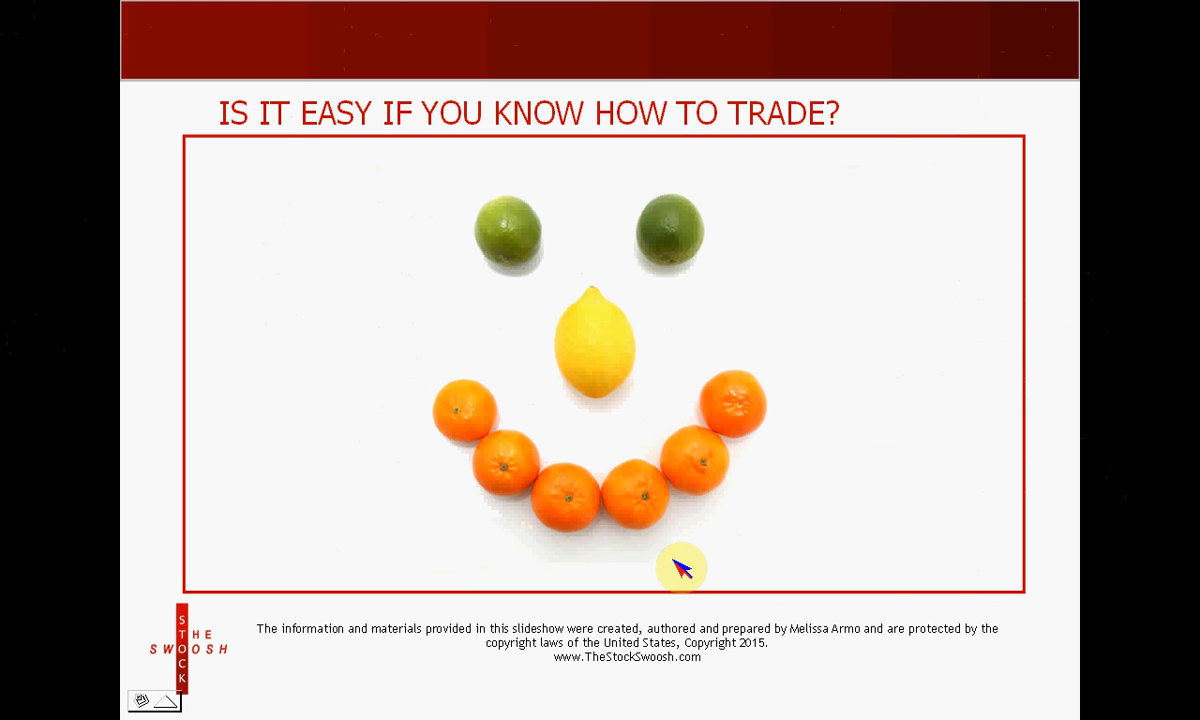 IS IT EASY IF YOU KNOW HOW TO TRADE?
THE
SWOOSH
STOCK
The information and materials provided in this slideshow were created, authored and prepared by Melissa Armo and are protected by the
copyright laws of the United States, Copyright 2015.
www.TheStockSwoosh.com